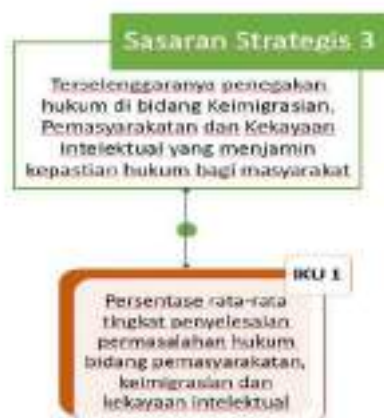 Sasaran Strategis 3
Terselenggaranya penegakan
hukum di bidang Keimigrasian,
Pemasyarakatan dan Kekayaan
intelektual yang menjamin
kepastian hukum bagi masyarakat
IKU 1
Persentase rata-rata
tingkat penyelesaian
permasalahan hukum
bidang pemasyarakatan,
keimigrasian dan
kekayaan intelektual